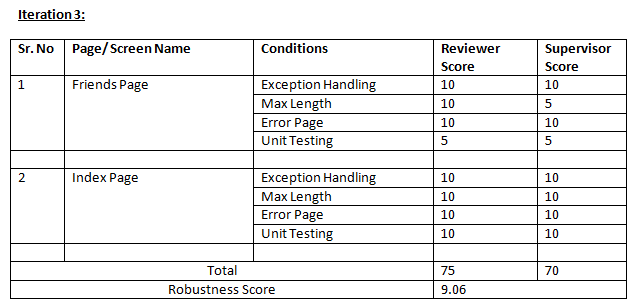 Iteration 3:
Sr. No Page/Screen Name Conditions Reviewer Score Supervisor Score
1 Friends Page Exception Handling 10 10
Max Length 10 5
Error Page 10 10
Unit Testing 5 5
2 Index Page Exception Handling 10 10
Max Length 10 10
Error Page 10 10
Unit Testing 10 10
Total 75 70
Robustness Score 9.06